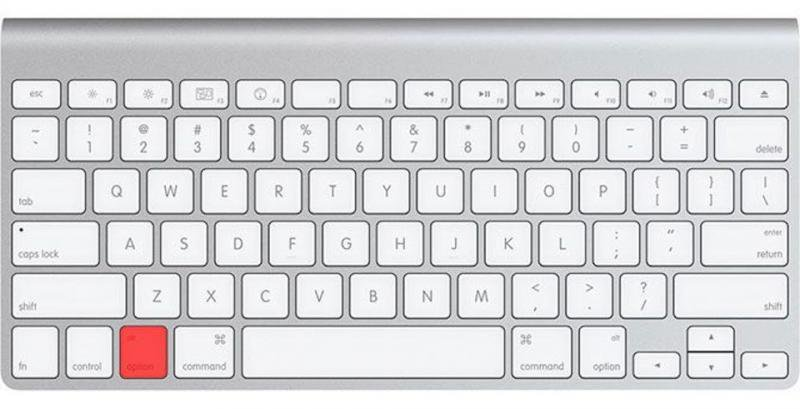 esc F1 F2 F3 F4 F5 F6 F7 F8 F9 F10 F11 F12
~ ! @ # $ % ^ & * ( ) - +
` 1 2 3 4 5 6 7 8 9 0 - = delete
tab Q W E R T Y U I O P { [ } ] | \
caps lock A S D F G H J K L : ; “ ‘ enter return
shift Z X C V B N M < , > . ? / shift
fn control alt option ⌘ command ⌘ command alt option